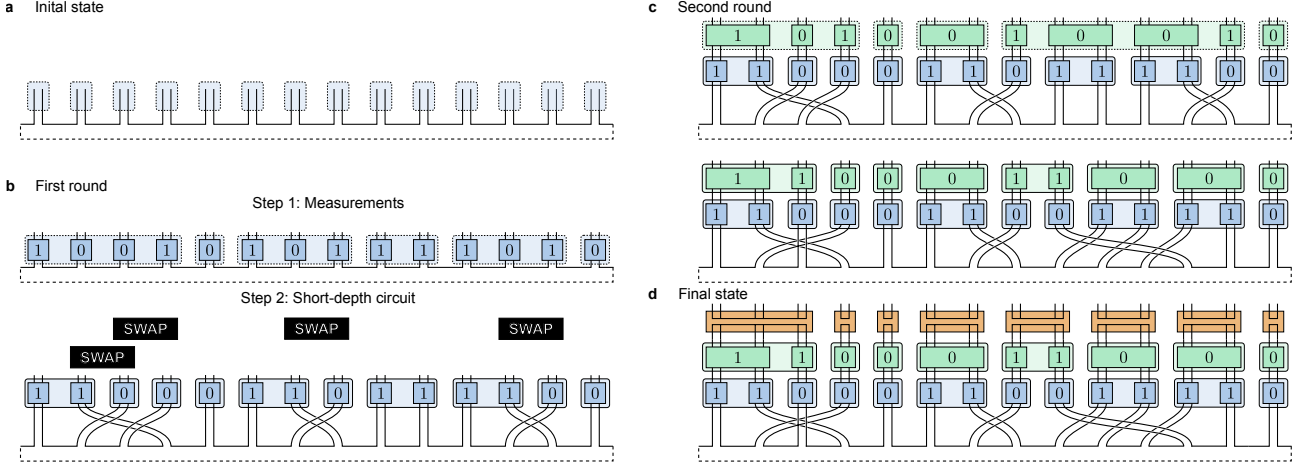 a Inital state
b First round
Step 1: Measurements
1 0 0 1 0 1 0 1 1 1 1 0 1 0
Step 2: Short-depth circuit
SWAP SWAP SWAP
SWAP
1 1 0 0 0 1 1 0 1 1 1 1 0 0
c Second round
1 0 1 0 0 1 0 0 1 0
1 1 0 0 0 1 1 0 1 1 1 1 0 0
1 1 0 0 0 1 1 0 0 0
1 1 0 0 0 1 1 0 0 1 1 1 1 0
d Final state
1 1 0 0 0 1 1 0 0 0
1 1 0 0 0 1 1 0 0 1 1 1 1 0